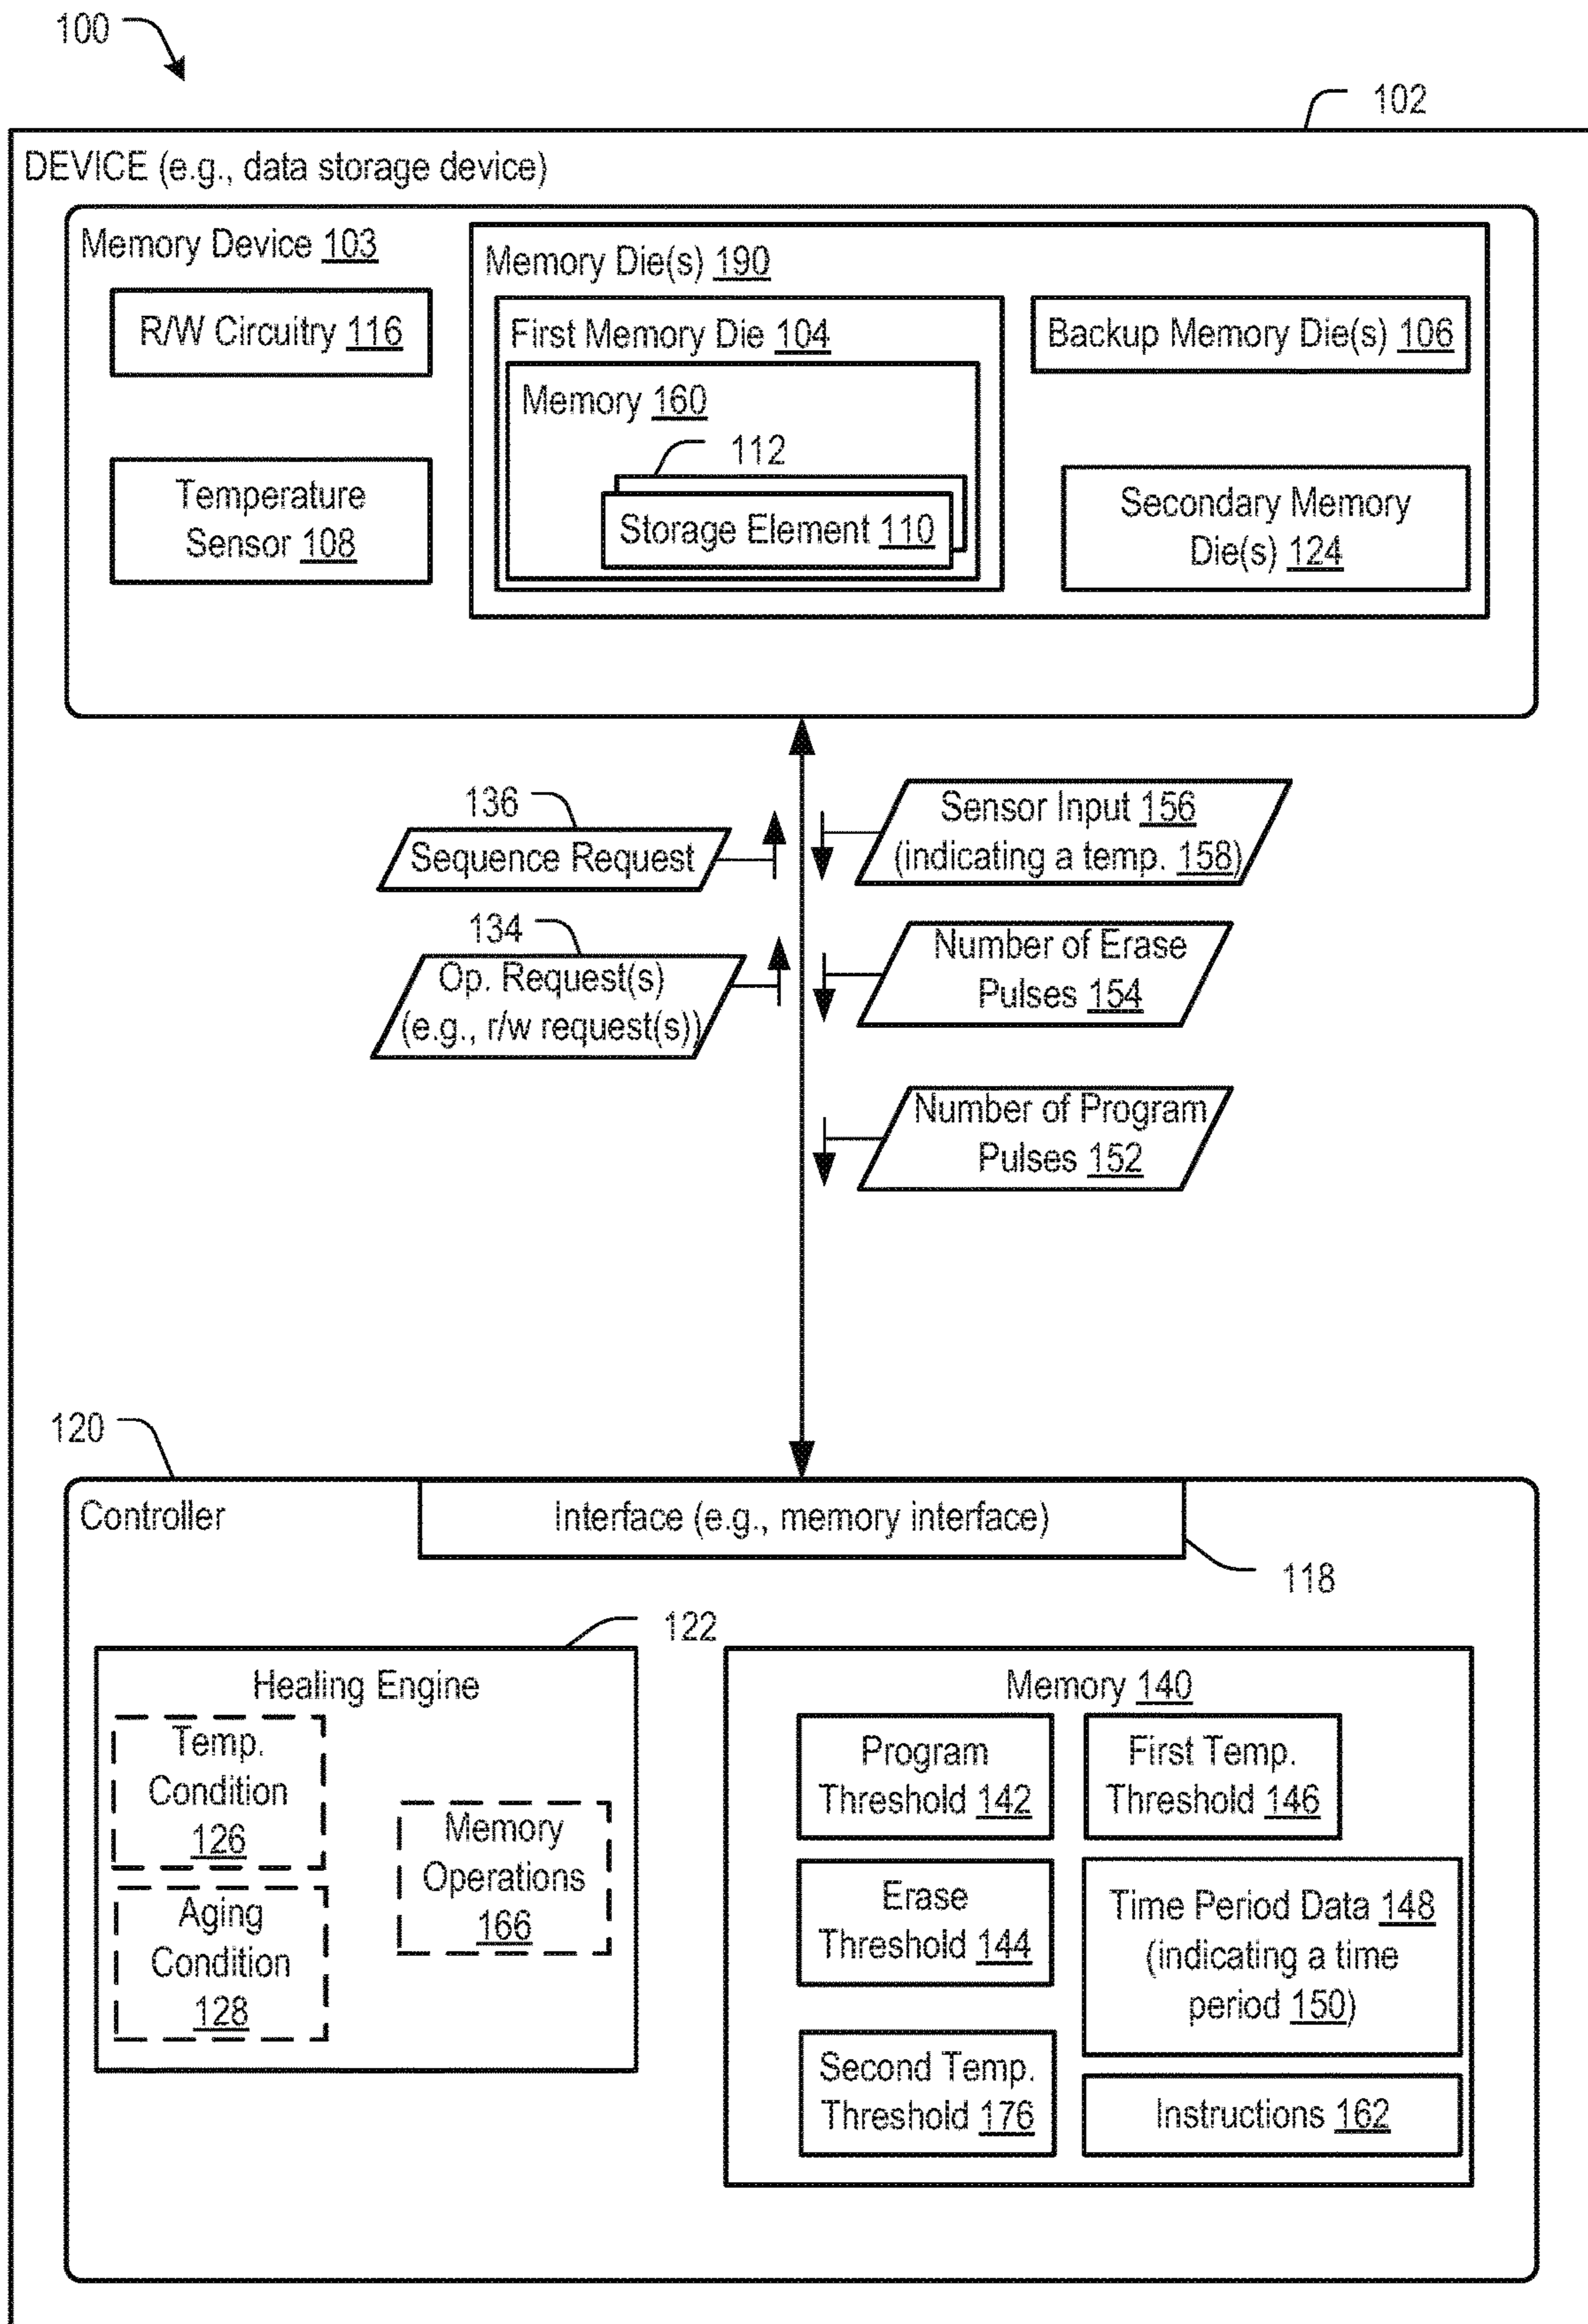 100
102
DEVICE (e.g., data storage device)
Memory Device 103
R/W Circuitry 116
Temperature
Sensor 108
Memory Die(s) 190
First Memory Die 104
Memory 160
112
Storage Element 110
Backup Memory Die(s) 106
Secondary Memory
Die(s) 124
136
Sequence Request
Sensor Input 156
(indicating a temp. 158)
134
Op. Request(s)
(e.g., r/w request(s))
Number of Erase
Pulses 154
Number of Program
Pulses 152
120
Controller
Interface (e.g., memory interface)
118
122
Healing Engine
Temp.
Condition
126
Aging
Condition
128
Memory
Operations
166
Memory 140
Program
Threshold 142
First Temp.
Threshold 146
Erase
Threshold 144
Time Period Data 148
(indicating a time
period 150)
Second Temp.
Threshold 176
Instructions 162